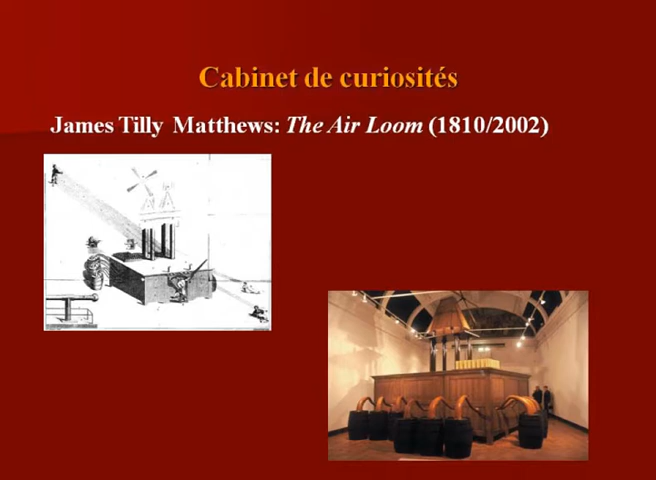 Cabinet de curiosités
James Tilly Matthews: The Air Loom (1810/2002)